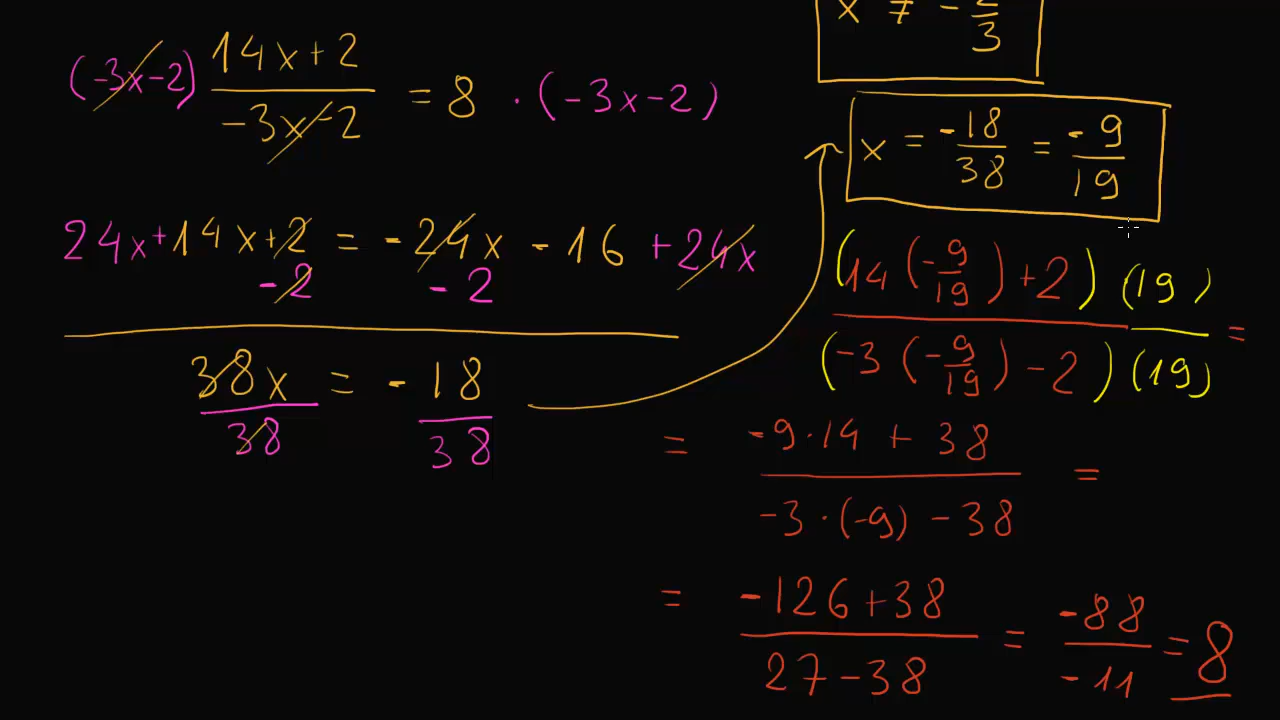 (-3x-2) 14x+2 / -3x-2 = 8 · (-3x-2)
24x+14x+2 = -24x - 16 + 24x
-2 -2
38x = -18
38 38
x ≠ - 2/3
x = -18/38 = -9/19
(14(-9/19)+2) (19)
(-3(-9/19)-2) (19) =
= -9·14 + 38
-3·(-9) - 38 =
= -126+38 / 27-38 = -88 / -11 = 8